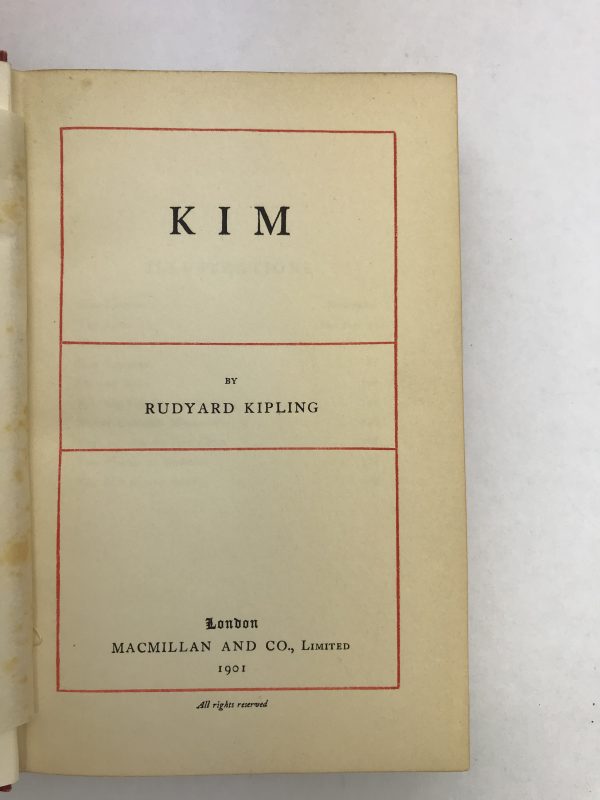 KIM
BY
RUDYARD KIPLING
London
MACMILLAN AND CO., LIMITED
1901
All rights reserved